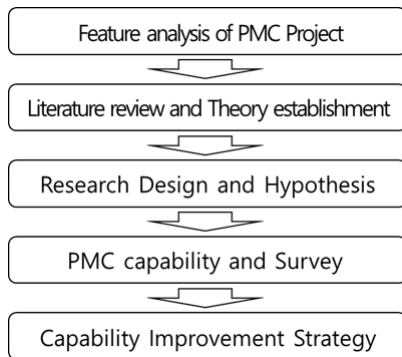 Feature analysis of PMC Project
Literature review and Theory establishment
Research Design and Hypothesis
PMC capability and Survey
Capability Improvement Strategy